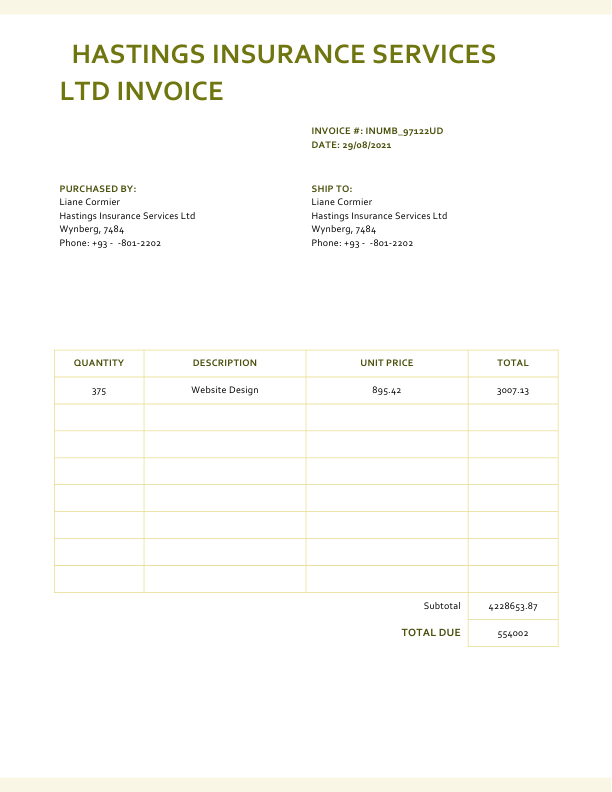 HASTINGS INSURANCE SERVICES
LTD INVOICE
INVOICE #: INUMB_97122UD
DATE: 29/08/2021
PURCHASED BY:
Liane Cormier
Hastings Insurance Services Ltd
Wynberg, 7484
Phone: +93 -  -801-2202
SHIP TO:
Liane Cormier
Hastings Insurance Services Ltd
Wynberg, 7484
Phone: +93 -  -801-2202
QUANTITY DESCRIPTION UNIT PRICE TOTAL
375 Website Design 895.42 3007.13
Subtotal 4228653.87
TOTAL DUE 554002